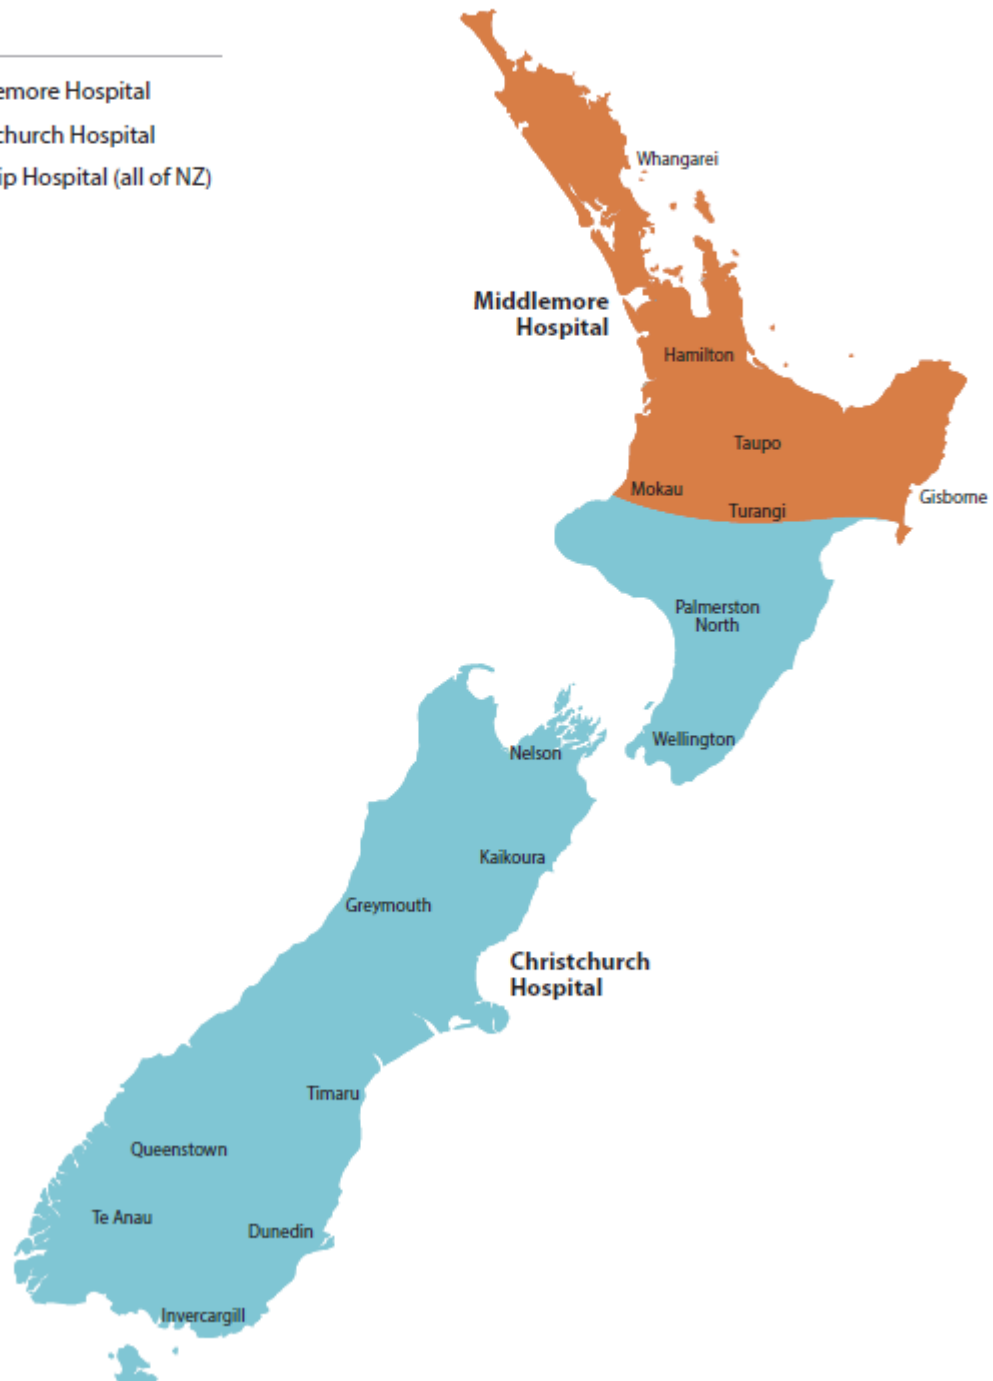 emore Hospital
church Hospital
ip Hospital (all of NZ)
Whangarei
Middlemore
Hospital
Hamilton
Taupo
Mokau
Gisborne
Turangi
Palmerston
North
Wellington
Nelson
Kaikoura
Greymouth
Christchurch
Hospital
Timaru
Queenstown
Te Anau
Dunedin
Invercargill